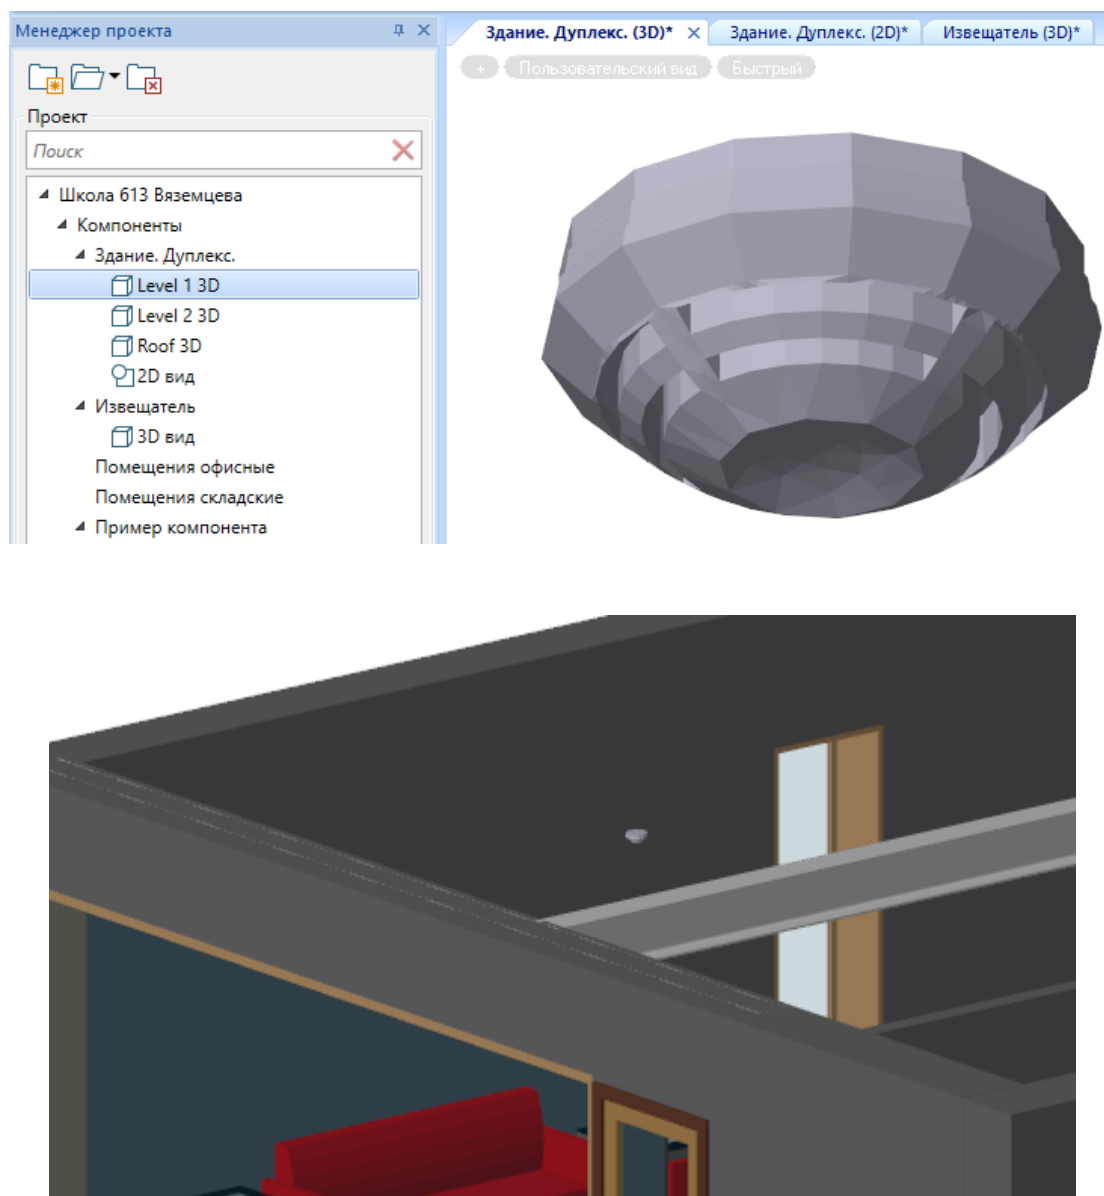 Менеджер проекта
Здание. Дуплекс. (3D)* Здание. Дуплекс. (2D)* Извещатель (3D)*
+ Пользовательский вид Быстрый
Проект
Поиск
Школа 613 Вяземцева
Компоненты
Здание. Дуплекс.
Level 1 3D
Level 2 3D
Roof 3D
2D вид
Извещатель
3D вид
Помещения офисные
Помещения складские
Пример компонента